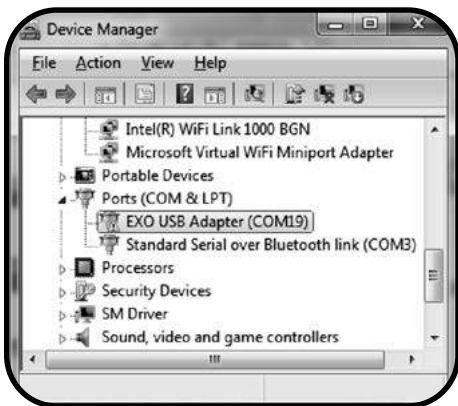 Device Manager
File Action View Help
Intel(R) WiFi Link 1000 BGN
Microsoft Virtual WiFi Miniport Adapter
Portable Devices
Ports (COM & LPT)
EXO USB Adapter (COM19)
Standard Serial over Bluetooth link (COM3)
Processors
Security Devices
SM Driver
Sound, video and game controllers